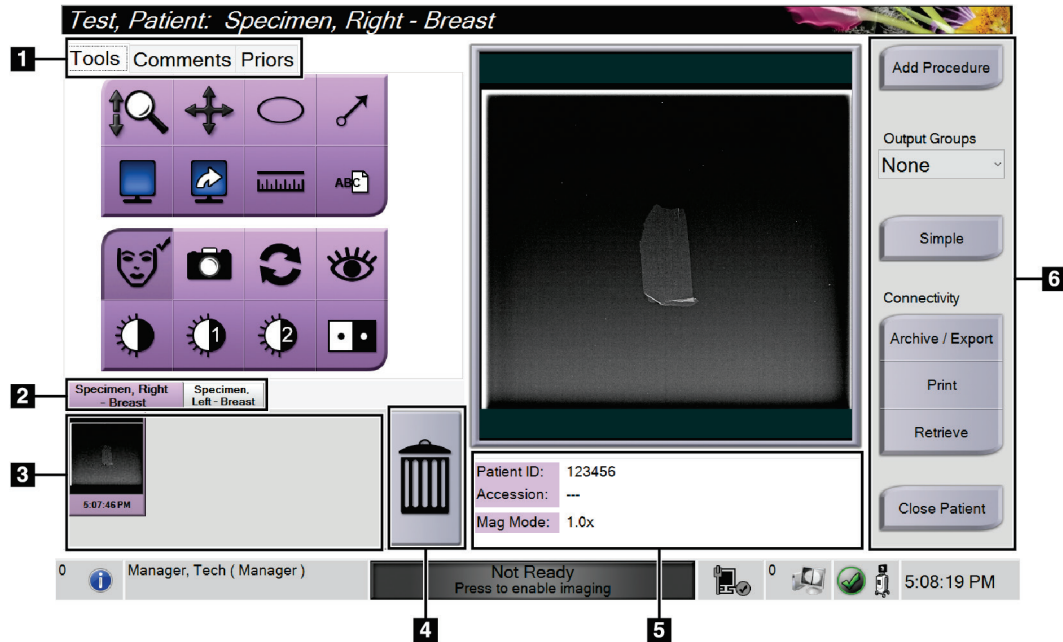 Test, Patient: Specimen, Right - Breast
1
Tools Comments Priors
ABC
1
2
2
Specimen, Right
- Breast
Specimen,
Left - Breast
3
5:07:46 PM
Patient ID: 123456
Accession: ---
Mag Mode: 1.0x
Add Procedure
Output Groups
None
Simple
Connectivity
Archive / Export
Print
Retrieve
Close Patient
6
0
Manager, Tech ( Manager )
Not Ready
Press to enable imaging
0
5:08:19 PM
4
5